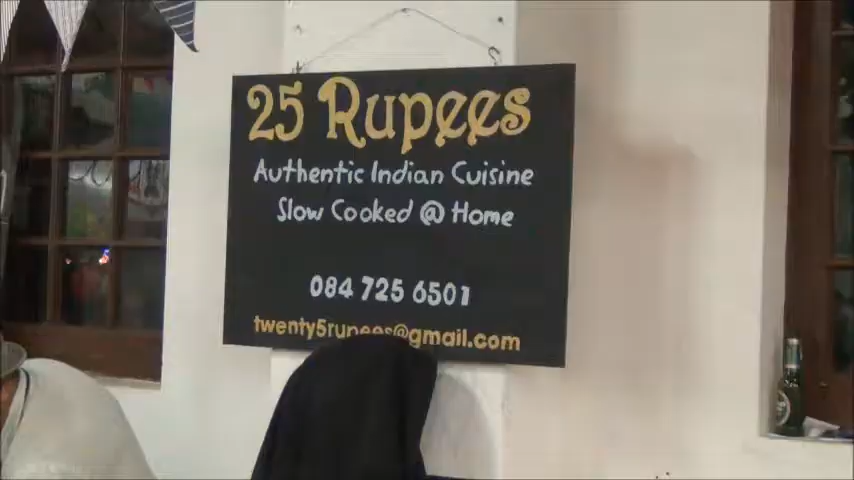 25 Rupees
Authentic Indian Cuisine
Slow Cooked @ Home
084 725 6501
twenty5rupees@gmail.com